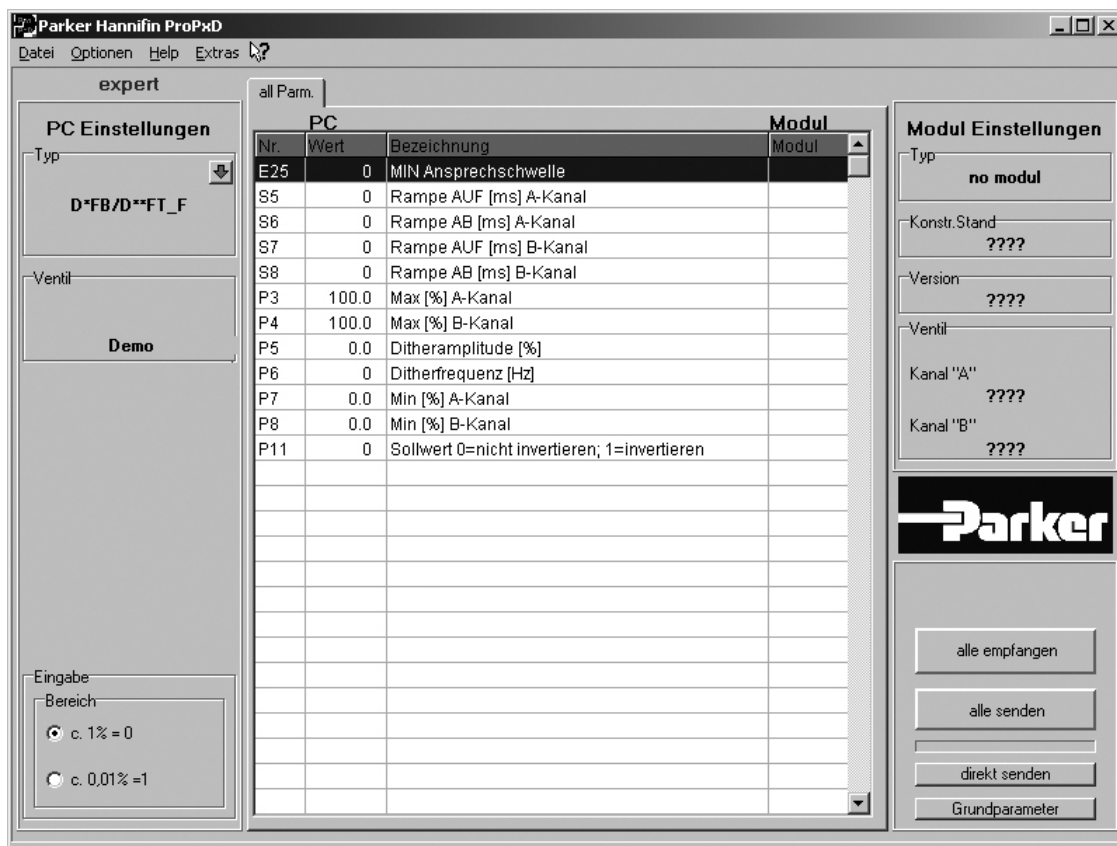 Parker Hannifin ProPxD
Datei Optionen Help Extras
expert
PC Einstellungen
Typ
D*FB/D**FT_F
Ventil
Demo
Eingabe
Bereich
c. 1% = 0
c. 0,01% =1
all Parm.
PC Modul
Nr. Wert Bezeichnung Modul
E25 0 MIN Ansprechschwelle
S5 0 Rampe AUF [ms] A-Kanal
S6 0 Rampe AB [ms] A-Kanal
S7 0 Rampe AUF [ms] B-Kanal
S8 0 Rampe AB [ms] B-Kanal
P3 100.0 Max [%] A-Kanal
P4 100.0 Max [%] B-Kanal
P5 0.0 Ditheramplitude [%]
P6 0 Ditherfrequenz [Hz]
P7 0.0 Min [%] A-Kanal
P8 0.0 Min [%] B-Kanal
P11 0 Sollwert 0=nicht invertieren; 1=invertieren
Modul Einstellungen
Typ
no modul
Konstr.Stand
????
Version
????
Ventil
Kanal "A"
????
Kanal "B"
????
Parker
alle empfangen
alle senden
direkt senden
Grundparameter